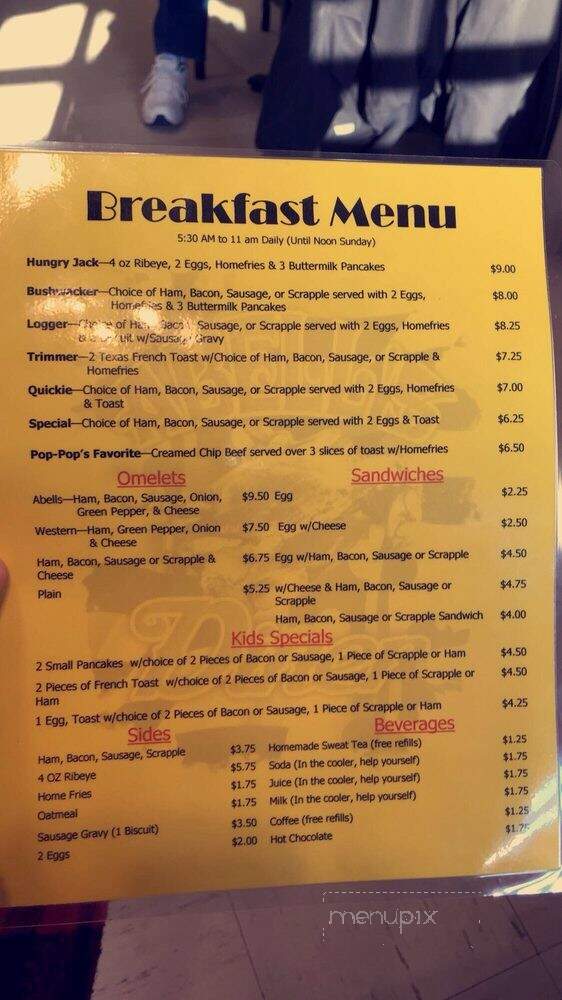 Breakfast Menu
5:30 AM to 11 am Daily (Until Noon Sunday)
Hungry Jack—4 oz Ribeye, 2 Eggs, Homefries & 3 Buttermilk Pancakes $9.00
Bushwacker—Choice of Ham, Bacon, Sausage, or Scrapple served with 2 Eggs, $8.00
Homefries & 3 Buttermilk Pancakes
Logger—Choice of Ham, Bacon, Sausage, or Scrapple served with 2 Eggs, Homefries $8.25
w/Sausage Gravy
Trimmer—2 Texas French Toast w/Choice of Ham, Bacon, Sausage, or Scrapple & $7.25
Homefries
Quickie—Choice of Ham, Bacon, Sausage, or Scrapple served with 2 Eggs, Homefries $7.00
& Toast
Special—Choice of Ham, Bacon, Sausage, or Scrapple served with 2 Eggs & Toast $6.25
Pop-Pop's Favorite—Creamed Chip Beef served over 3 slices of toast w/Homefries $6.50
Omelets
Abells—Ham, Bacon, Sausage, Onion, $9.50
Green Pepper, & Cheese
Western—Ham, Green Pepper, Onion $7.50
& Cheese
Ham, Bacon, Sausage or Scrapple & $6.75
Cheese
Plain $5.25
Sandwiches
Egg $2.25
Egg w/Cheese $2.50
Egg w/Ham, Bacon, Sausage or Scrapple $4.50
w/Cheese & Ham, Bacon, Sausage or $4.75
Scrapple
Ham, Bacon, Sausage or Scrapple Sandwich $4.00
Kids Specials
2 Small Pancakes w/choice of 2 Pieces of Bacon or Sausage, 1 Piece of Scrapple or Ham $4.50
2 Pieces of French Toast w/choice of 2 Pieces of Bacon or Sausage, 1 Piece of Scrapple or $4.50
Ham
1 Egg, Toast w/choice of 2 Pieces of Bacon or Sausage, 1 Piece of Scrapple or Ham $4.25
Sides
Ham, Bacon, Sausage, Scrapple $3.75
4 OZ Ribeye $5.75
Home Fries $1.75
Oatmeal $1.75
Sausage Gravy (1 Biscuit) $3.50
2 Eggs $2.00
Beverages
Homemade Sweat Tea (free refills) $1.25
Soda (In the cooler, help yourself) $1.75
Juice (In the cooler, help yourself) $1.75
Milk (In the cooler, help yourself) $1.75
Coffee (free refills) $1.25
Hot Chocolate $1.75
menupix